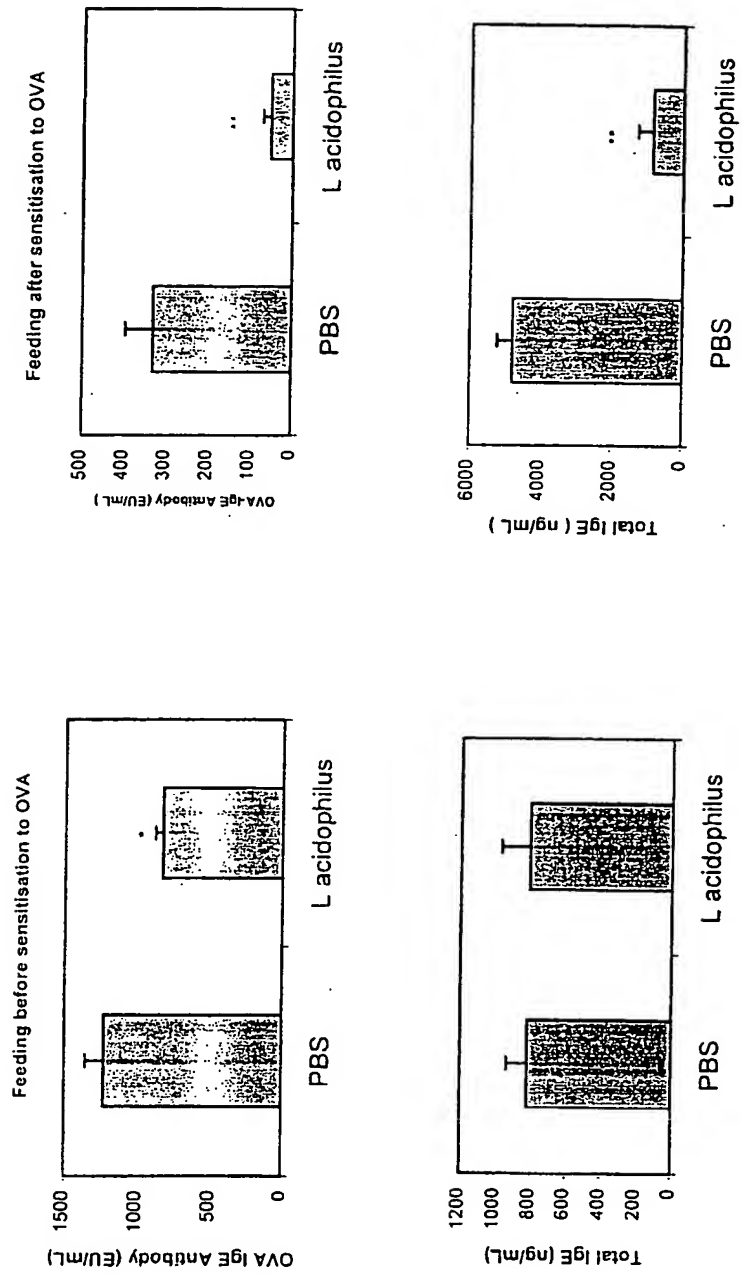 Feeding before sensitisation to OVA
OVA IgE Antibody (EU/mL)
1500
1000
500
0
PBS
L acidophilus
Total IgE (ng/mL)
1200
1000
800
600
400
200
0
PBS
L acidophilus
Feeding after sensitisation to OVA
OVA-IgE Antibody (EU/mL)
500
400
300
200
100
0
PBS
L acidophilus
**
Total IgE ( ng/mL )
6000
4000
2000
0
PBS
L acidophilus
**